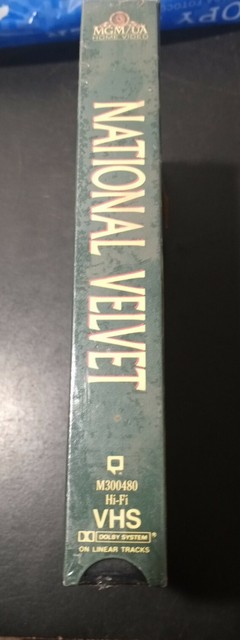 MGM/UA
HOME VIDEO
NATIONAL VELVET
M300480
Hi-Fi
VHS
DOLBY SYSTEM®
ON LINEAR TRACKS